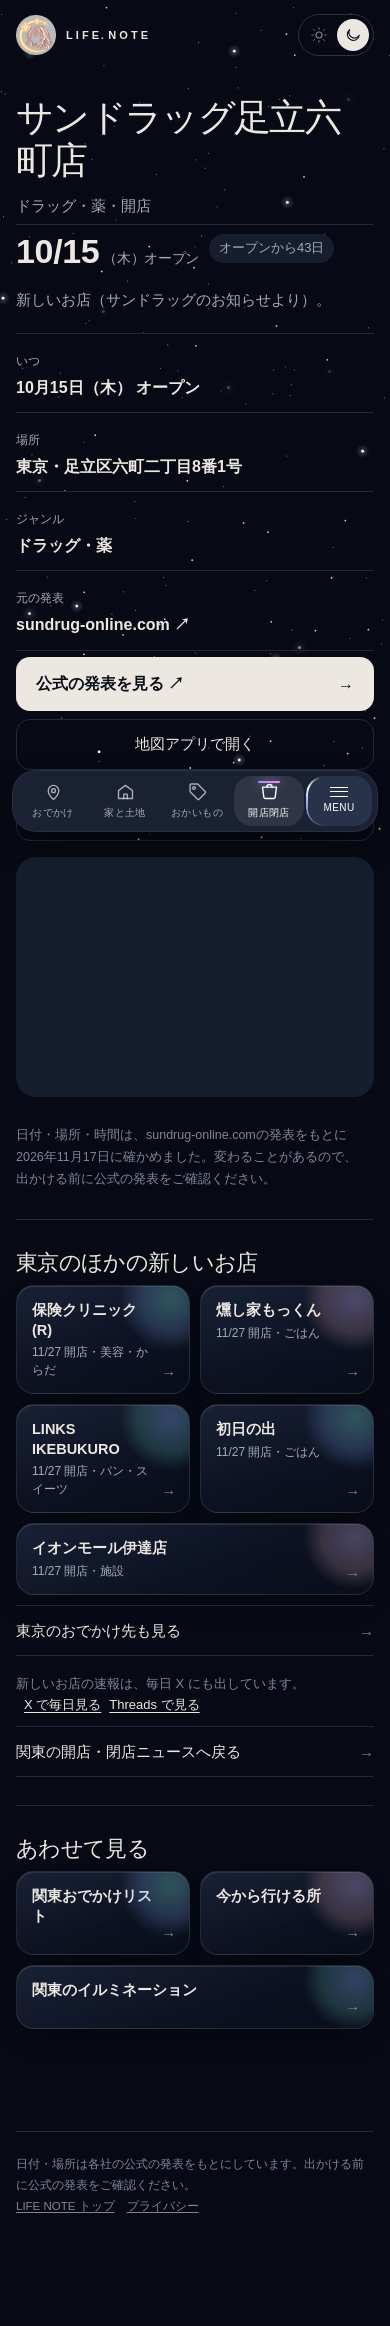 LIFE.NOTE
サンドラッグ足立六
町店
ドラッグ・薬・開店
10/15（木）オープン オープンから43日
新しいお店（サンドラッグのお知らせより）。
いつ
10月15日（木） オープン
場所
東京・足立区六町二丁目8番1号
ジャンル
ドラッグ・薬
元の発表
sundrug-online.com ↗
公式の発表を見る ↗ →
地図アプリで開く
おでかけ 家と土地 おかいもの 開店閉店 MENU
日付・場所・時間は、sundrug-online.comの発表をもとに
2026年11月17日に確かめました。変わることがあるので、
出かける前に公式の発表をご確認ください。
東京のほかの新しいお店
保険クリニック
(R)
11/27 開店・美容・か
らだ →
燻し家もっくん
11/27 開店・ごはん
→
LINKS
IKEBUKURO
11/27 開店・パン・ス
イーツ →
初日の出
11/27 開店・ごはん
→
イオンモール伊達店
11/27 開店・施設 →
東京のおでかけ先も見る →
新しいお店の速報は、毎日 X にも出しています。
X で毎日見る Threads で見る
関東の開店・閉店ニュースへ戻る →
あわせて見る
関東おでかけリス
ト
→
今から行ける所
→
関東のイルミネーション
→
日付・場所は各社の公式の発表をもとにしています。出かける前
に公式の発表をご確認ください。
LIFE NOTE トップ プライバシー